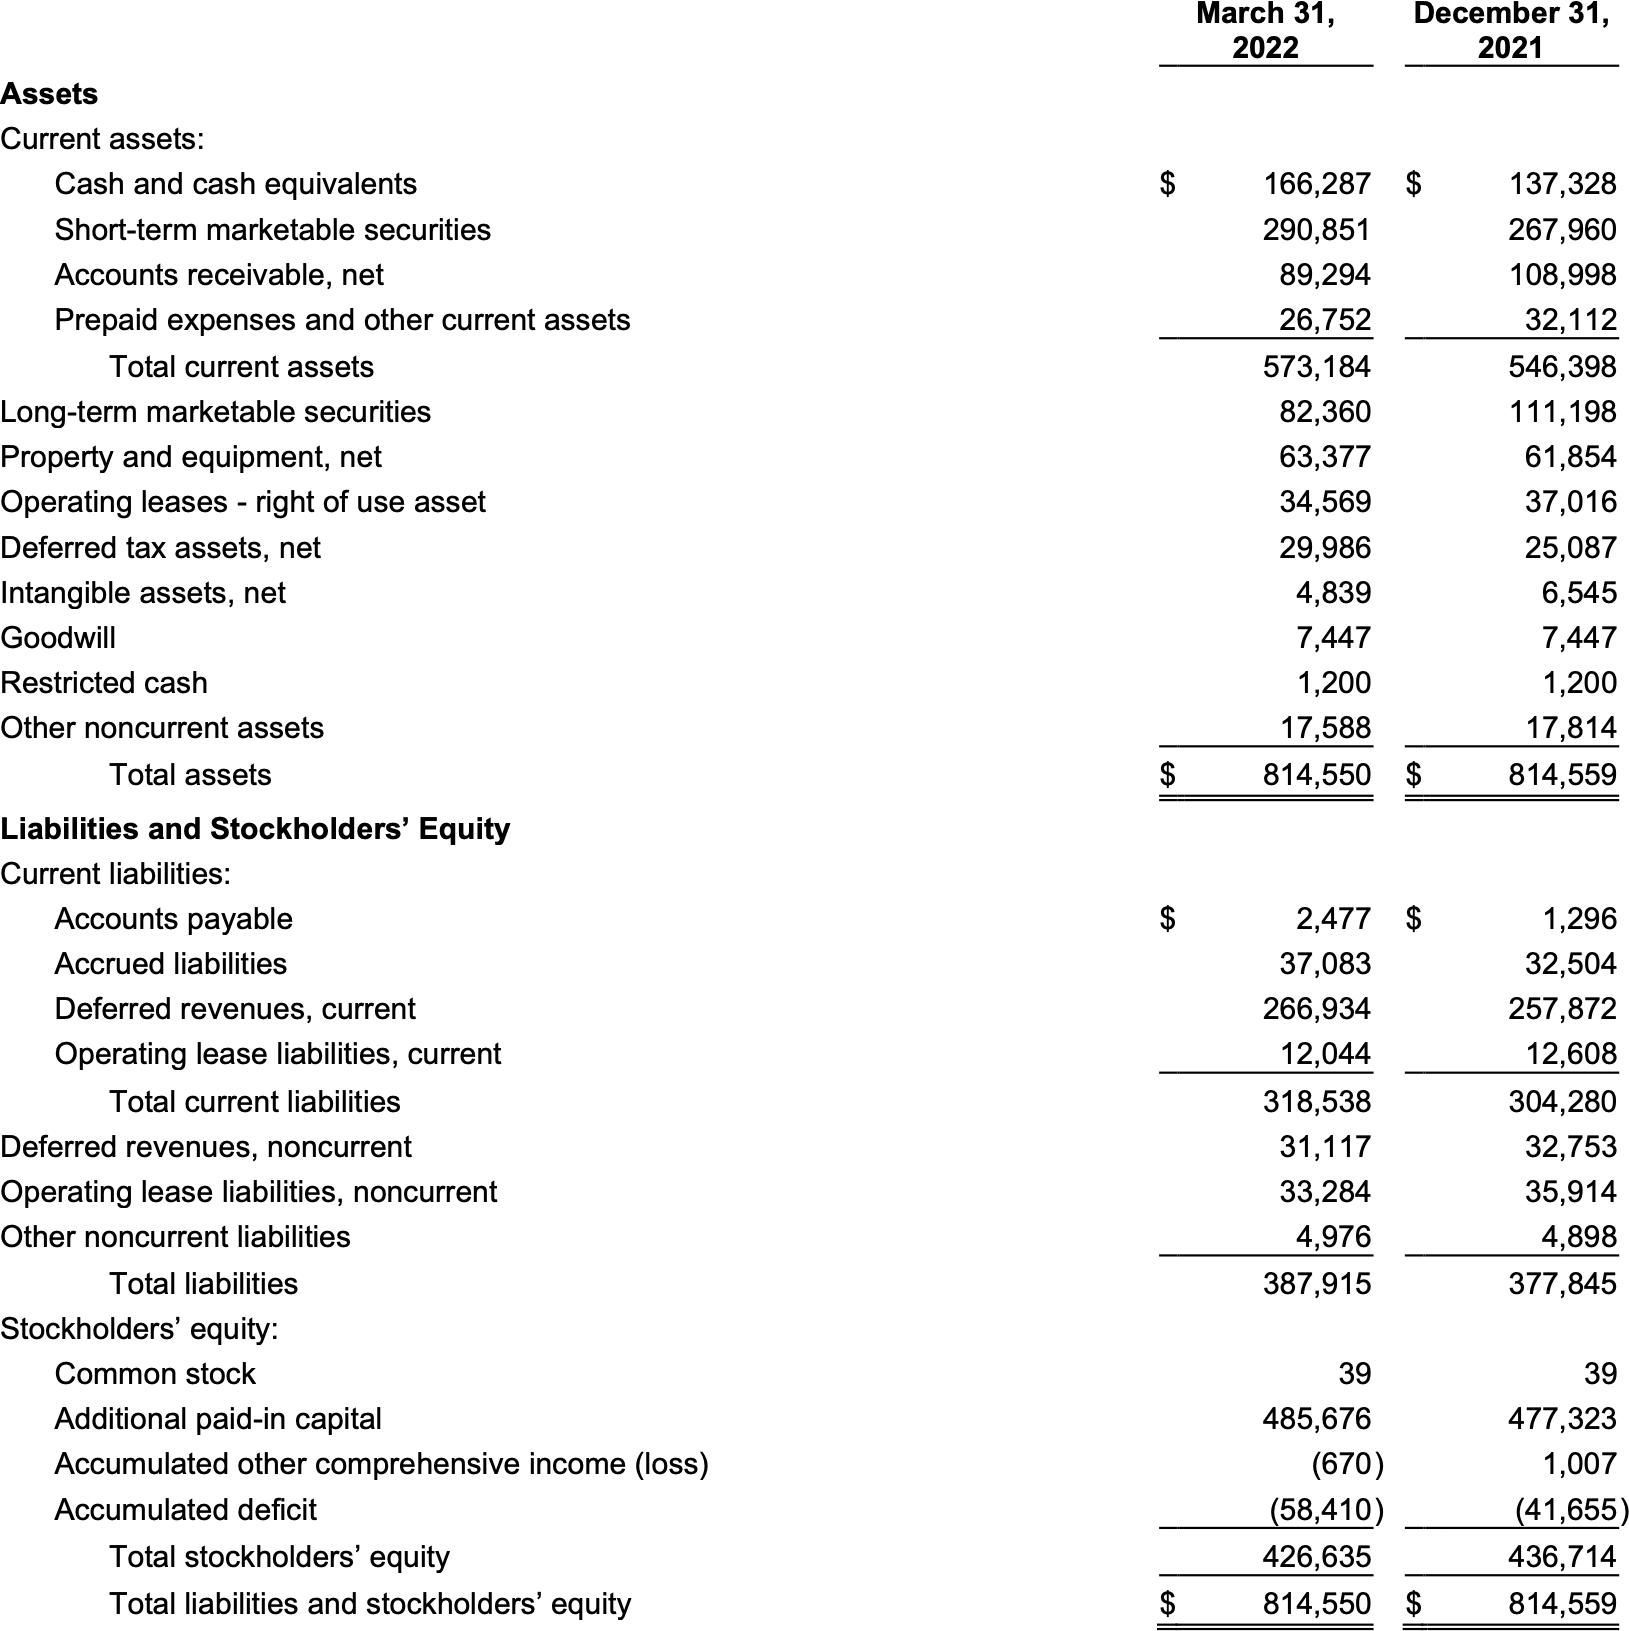 March 31, December 31,
2022 2021
Assets
Current assets:
Cash and cash equivalents $ 166,287 $ 137,328
Short-term marketable securities 290,851 267,960
Accounts receivable, net 89,294 108,998
Prepaid expenses and other current assets 26,752 32,112
Total current assets 573,184 546,398
Long-term marketable securities 82,360 111,198
Property and equipment, net 63,377 61,854
Operating leases - right of use asset 34,569 37,016
Deferred tax assets, net 29,986 25,087
Intangible assets, net 4,839 6,545
Goodwill 7,447 7,447
Restricted cash 1,200 1,200
Other noncurrent assets 17,588 17,814
Total assets $ 814,550 $ 814,559
Liabilities and Stockholders’ Equity
Current liabilities:
Accounts payable $ 2,477 $ 1,296
Accrued liabilities 37,083 32,504
Deferred revenues, current 266,934 257,872
Operating lease liabilities, current 12,044 12,608
Total current liabilities 318,538 304,280
Deferred revenues, noncurrent 31,117 32,753
Operating lease liabilities, noncurrent 33,284 35,914
Other noncurrent liabilities 4,976 4,898
Total liabilities 387,915 377,845
Stockholders’ equity:
Common stock 39 39
Additional paid-in capital 485,676 477,323
Accumulated other comprehensive income (loss) (670) 1,007
Accumulated deficit (58,410) (41,655)
Total stockholders’ equity 426,635 436,714
Total liabilities and stockholders’ equity $ 814,550 $ 814,559